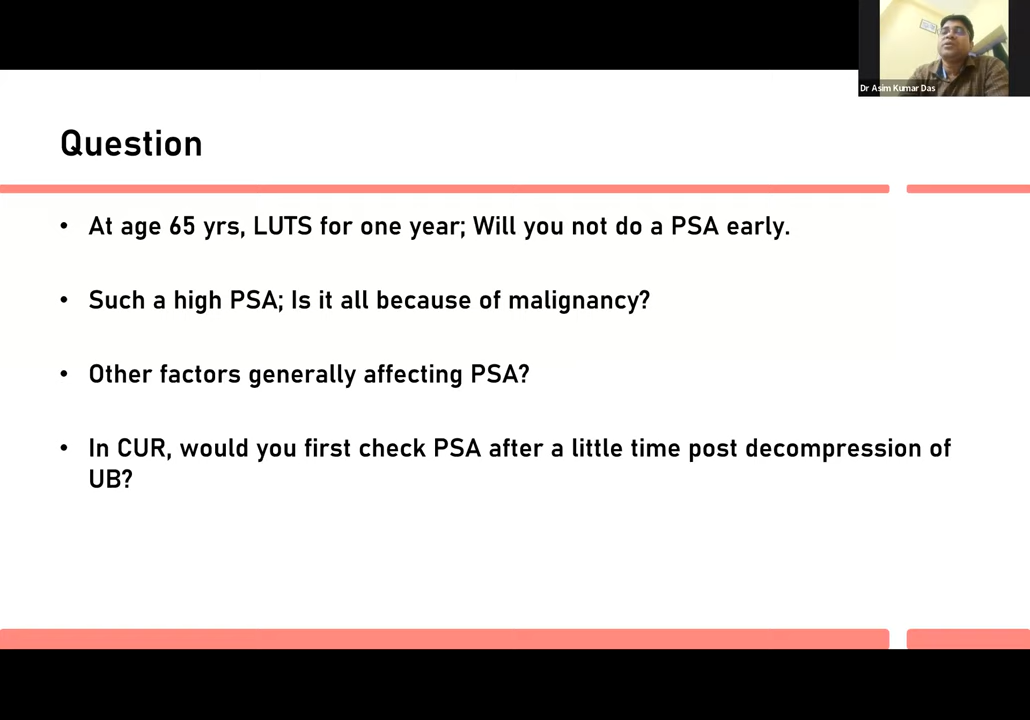 Dr Asim Kumar Das
Question
• At age 65 yrs, LUTS for one year; Will you not do a PSA early.
• Such a high PSA; Is it all because of malignancy?
• Other factors generally affecting PSA?
• In CUR, would you first check PSA after a little time post decompression of
UB?